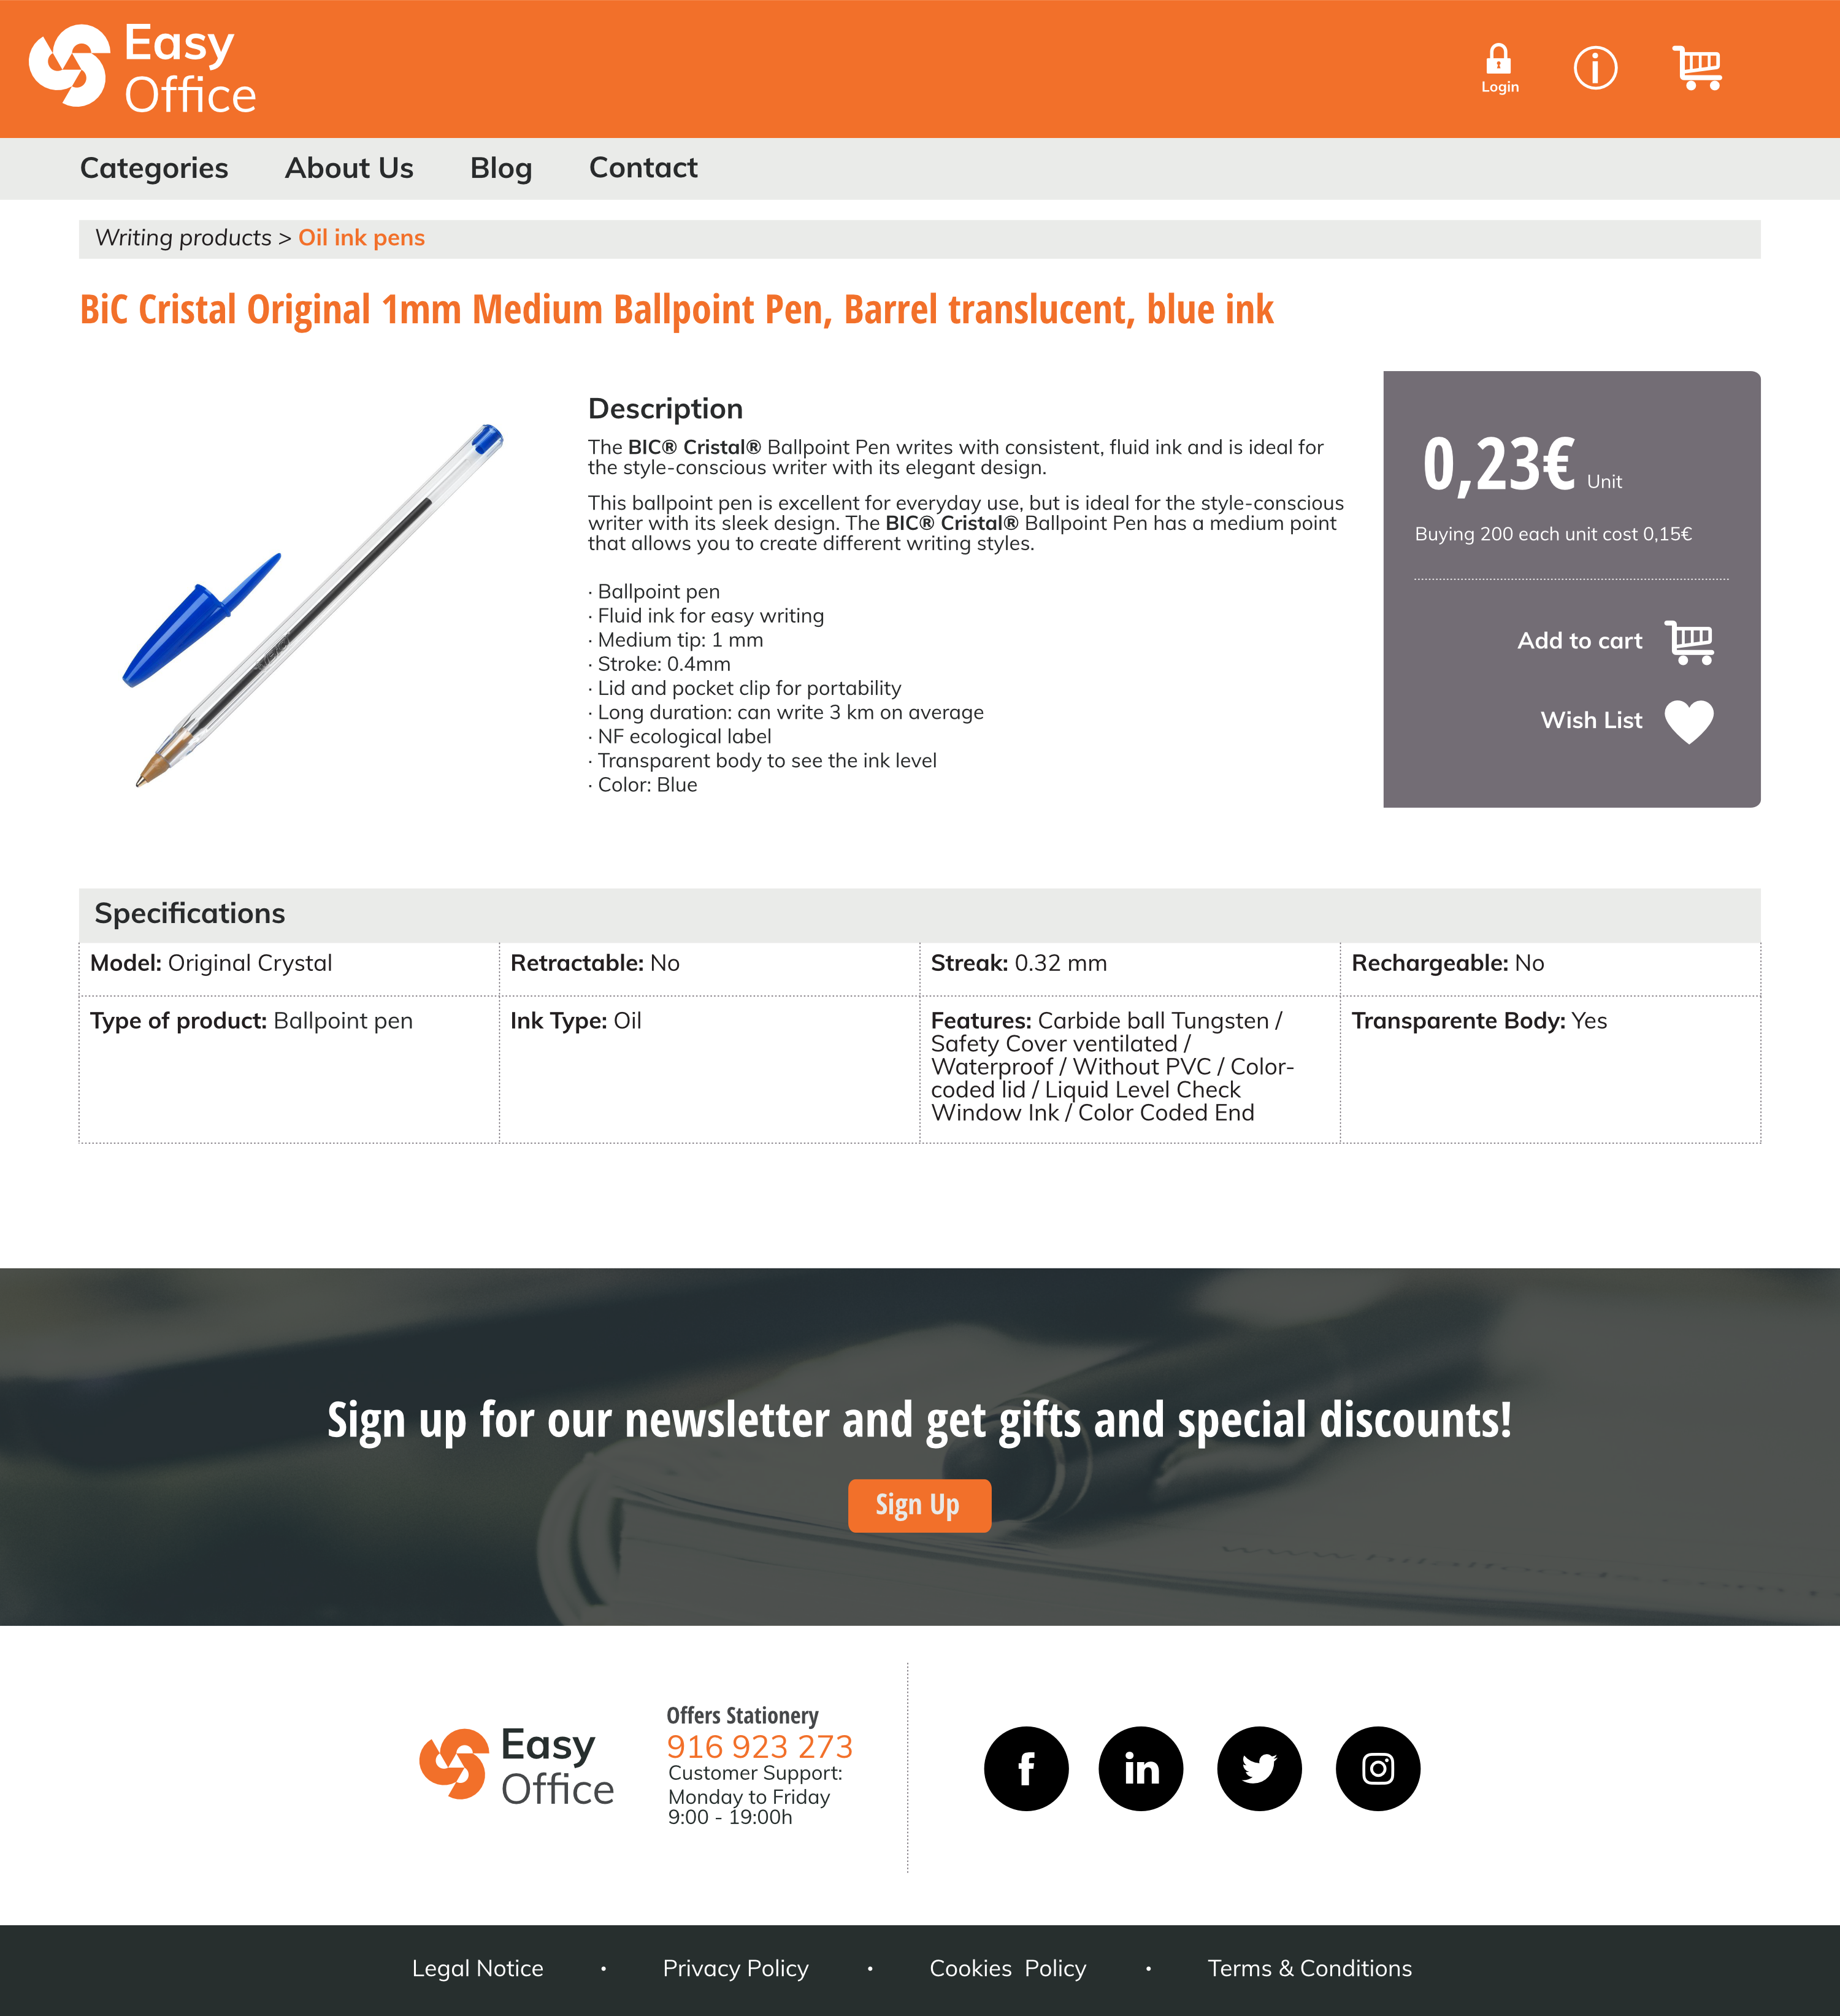 Easy
Office
Login
Categories About Us Blog Contact
Writing products > Oil ink pens
BiC Cristal Original 1mm Medium Ballpoint Pen, Barrel translucent, blue ink
Description
The BIC® Cristal® Ballpoint Pen writes with consistent, fluid ink and is ideal for
the style-conscious writer with its elegant design.
This ballpoint pen is excellent for everyday use, but is ideal for the style-conscious
writer with its sleek design. The BIC® Cristal® Ballpoint Pen has a medium point
that allows you to create different writing styles.
· Ballpoint pen
· Fluid ink for easy writing
· Medium tip: 1 mm
· Stroke: 0.4mm
· Lid and pocket clip for portability
· Long duration: can write 3 km on average
· NF ecological label
· Transparent body to see the ink level
· Color: Blue
0,23€ Unit
Buying 200 each unit cost 0,15€
Add to cart
Wish List
Specifications
Model: Original Crystal
Retractable: No
Streak: 0.32 mm
Rechargeable: No
Type of product: Ballpoint pen
Ink Type: Oil
Features: Carbide ball Tungsten /
Safety Cover ventilated /
Waterproof / Without PVC / Color-
coded lid / Liquid Level Check
Window Ink / Color Coded End
Transparente Body: Yes
Sign up for our newsletter and get gifts and special discounts!
Sign Up
Easy
Office
Offers Stationery
916 923 273
Customer Support:
Monday to Friday
9:00 - 19:00h
f
in
Legal Notice · Privacy Policy · Cookies Policy · Terms & Conditions